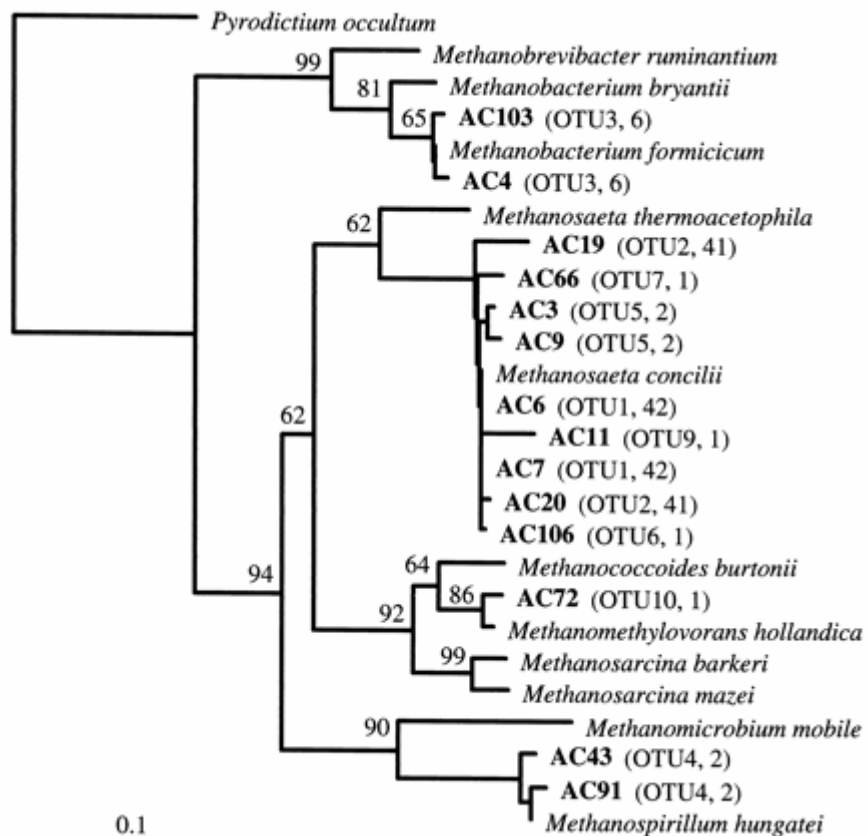 Pyrodictium occultum
99 Methanobrevibacter ruminantium
81 Methanobacterium bryantii
65 AC103 (OTU3, 6)
Methanobacterium formicicum
AC4 (OTU3, 6)
62 Methanosaeta thermoacetophila
AC19 (OTU2, 41)
AC66 (OTU7, 1)
AC3 (OTU5, 2)
AC9 (OTU5, 2)
Methanosaeta concilii
62 AC6 (OTU1, 42)
AC11 (OTU9, 1)
AC7 (OTU1, 42)
AC20 (OTU2, 41)
AC106 (OTU6, 1)
94 64 Methanococcoides burtonii
92 86 AC72 (OTU10, 1)
Methanomethylovorans hollandica
99 Methanosarcina barkeri
Methanosarcina mazei
90 Methanomicrobium mobile
AC43 (OTU4, 2)
AC91 (OTU4, 2)
0.1 Methanospirillum hungatei